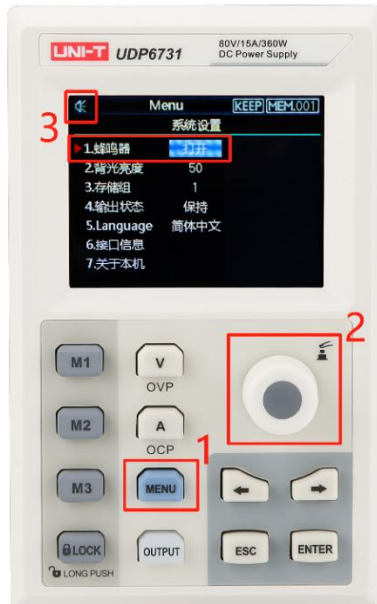 UNI-T UDP6731
80V/15A/360W
DC Power Supply
Menu KEEP MEM.001
系统设置
3
1.蜂鸣器 打开
2.背光亮度 50
3.存储组 1
4.输出状态 保持
5.Language 简体中文
6.接口信息
7.关于本机
2
M1 V
OVP
M2 A
OCP
1
M3 MENU
LOCK OUTPUT ESC ENTER
LONG PUSH